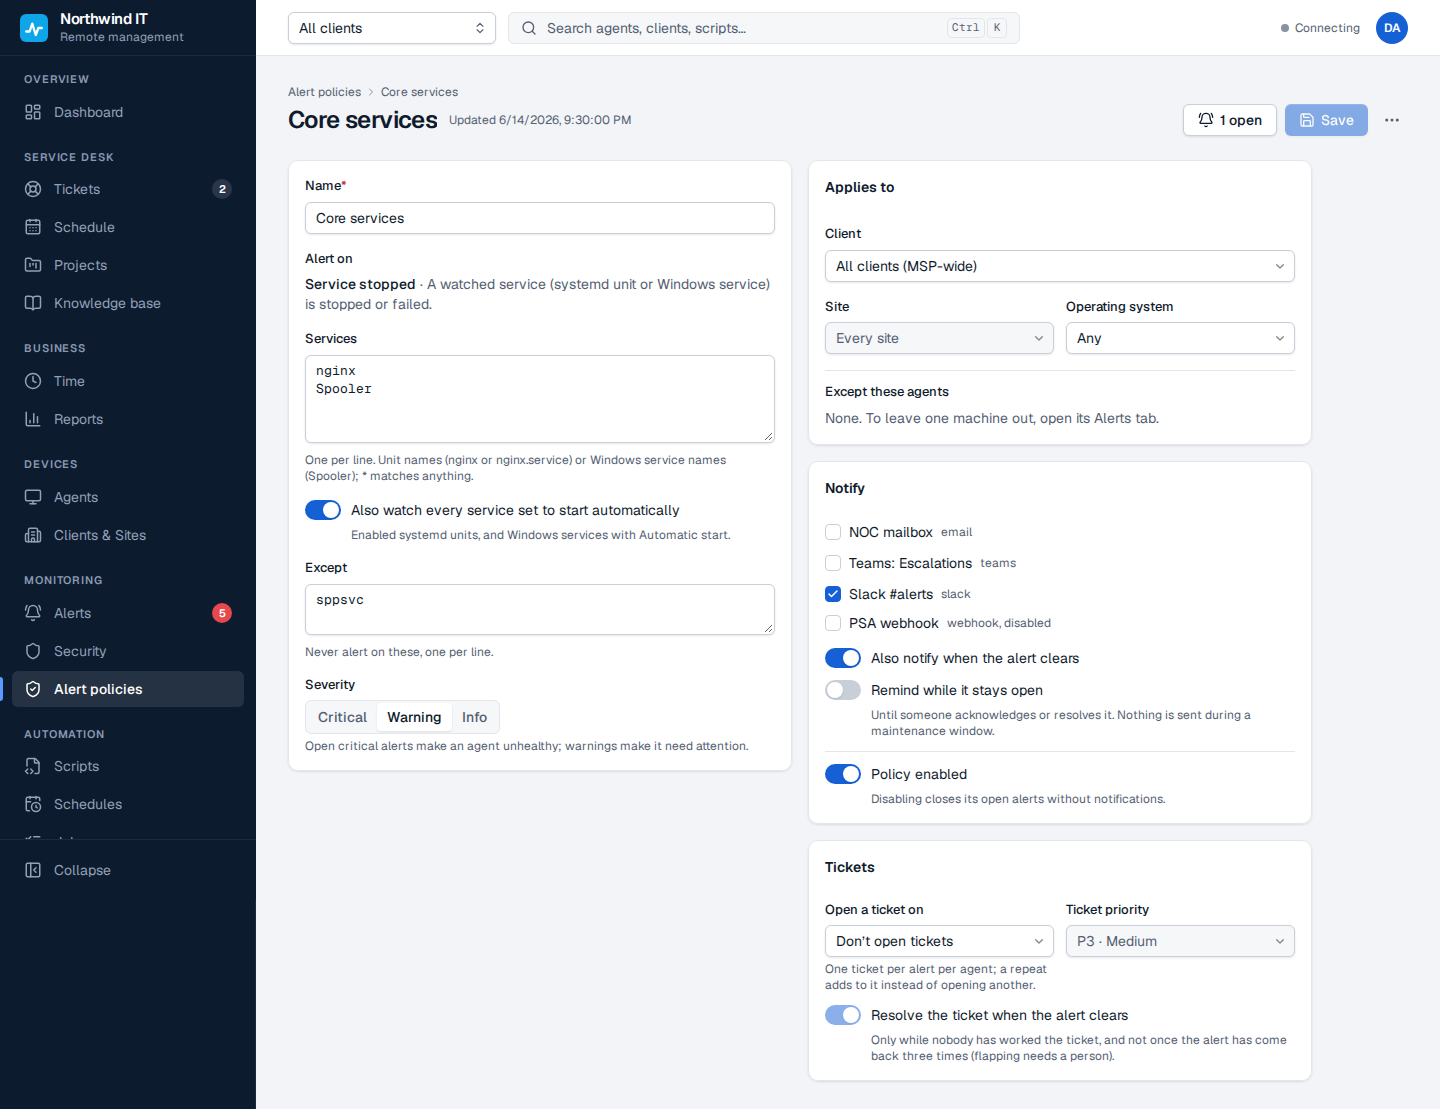 Northwind IT
Remote management
All clients
Search agents, clients, scripts...
Ctrl K
Connecting
DA
OVERVIEW
Dashboard
SERVICE DESK
Tickets 2
Schedule
Projects
Knowledge base
BUSINESS
Time
Reports
DEVICES
Agents
Clients & Sites
MONITORING
Alerts 5
Security
Alert policies
AUTOMATION
Scripts
Schedules
Collapse
Alert policies > Core services
Core services Updated 6/14/2026, 9:30:00 PM
1 open
Save
Name*
Core services
Alert on
Service stopped · A watched service (systemd unit or Windows service)
is stopped or failed.
Services
nginx
Spooler
One per line. Unit names (nginx or nginx.service) or Windows service names
(Spooler); * matches anything.
Also watch every service set to start automatically
Enabled systemd units, and Windows services with Automatic start.
Except
sppsvc
Never alert on these, one per line.
Severity
Critical Warning Info
Open critical alerts make an agent unhealthy; warnings make it need attention.
Applies to
Client
All clients (MSP-wide)
Site Operating system
Every site Any
Except these agents
None. To leave one machine out, open its Alerts tab.
Notify
NOC mailbox email
Teams: Escalations teams
Slack #alerts slack
PSA webhook webhook, disabled
Also notify when the alert clears
Remind while it stays open
Until someone acknowledges or resolves it. Nothing is sent during a
maintenance window.
Policy enabled
Disabling closes its open alerts without notifications.
Tickets
Open a ticket on Ticket priority
Don't open tickets P3 · Medium
One ticket per alert per agent; a repeat
adds to it instead of opening another.
Resolve the ticket when the alert clears
Only while nobody has worked the ticket, and not once the alert has come
back three times (flapping needs a person).